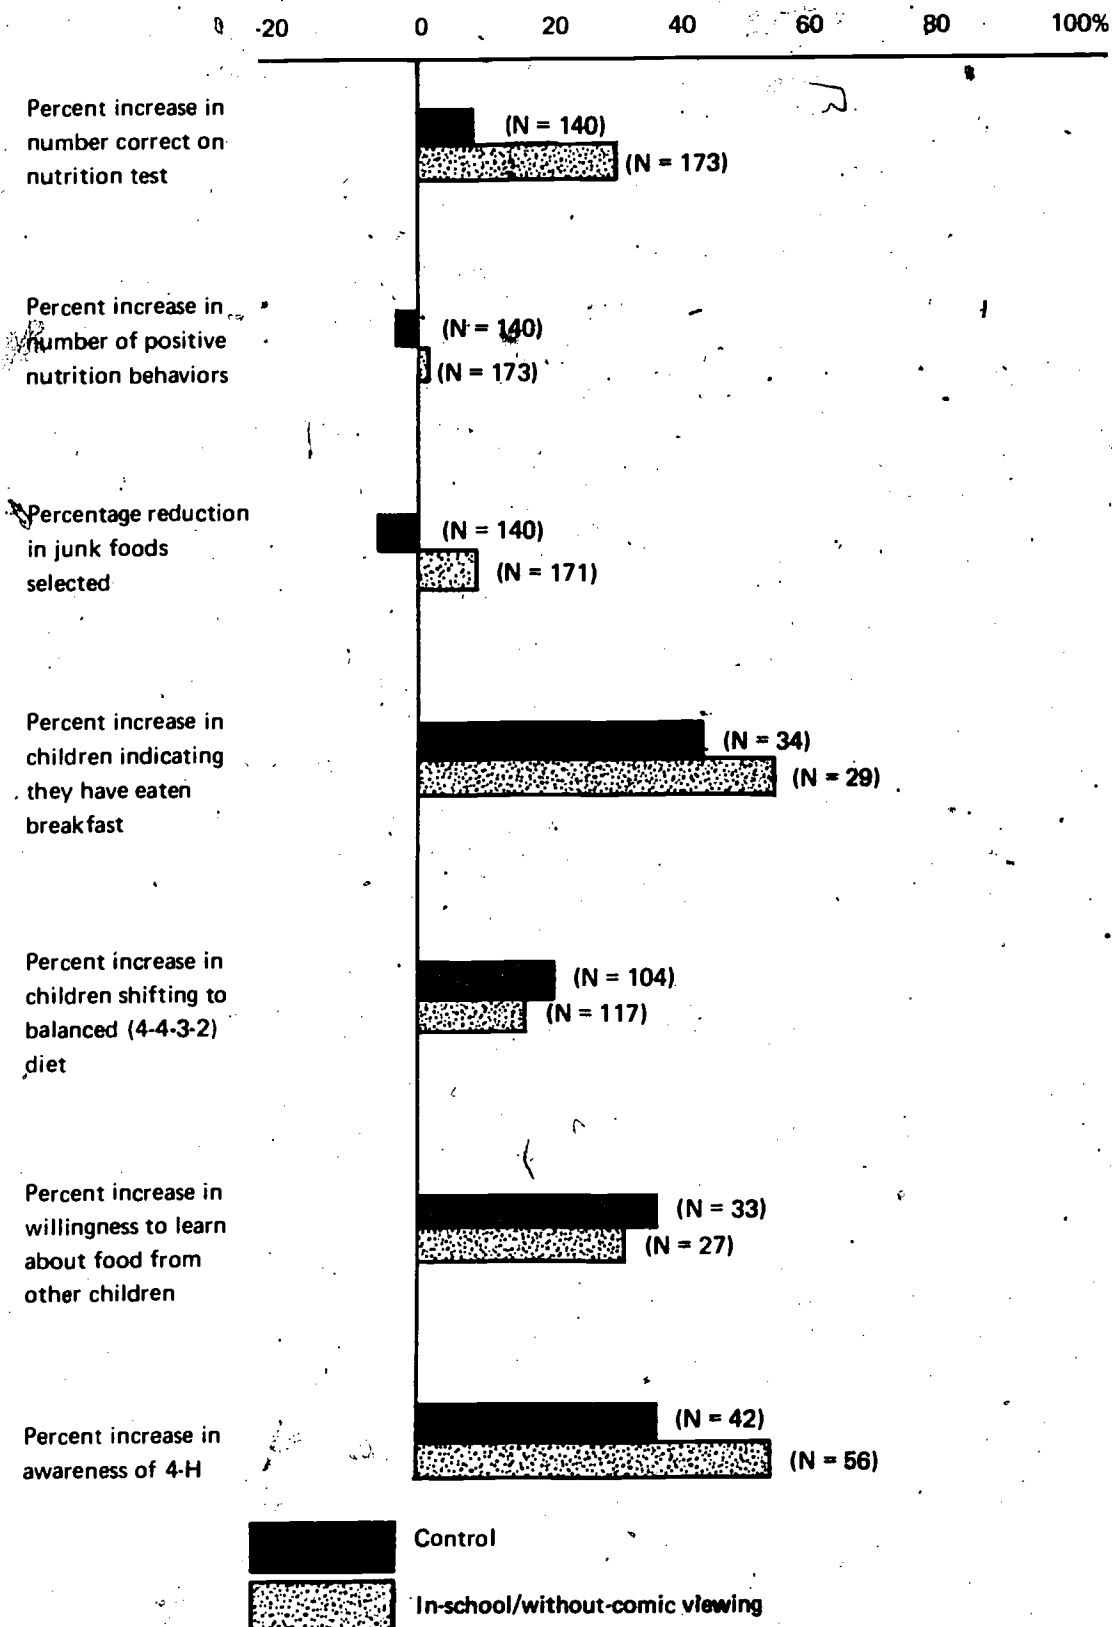 -20 0 20 40 60 80 100%
Percent increase in
number correct on
nutrition test
(N = 140)
(N = 173)
Percent increase in
number of positive
nutrition behaviors
(N = 140)
(N = 173)
Percentage reduction
in junk foods
selected
(N = 140)
(N = 171)
Percent increase in
children indicating
they have eaten
breakfast
(N = 34)
(N = 29)
Percent increase in
children shifting to
balanced (4-4-3-2)
diet
(N = 104)
(N = 117)
Percent increase in
willingness to learn
about food from
other children
(N = 33)
(N = 27)
Percent increase in
awareness of 4-H
(N = 42)
(N = 56)
Control
In-school/without-comic viewing